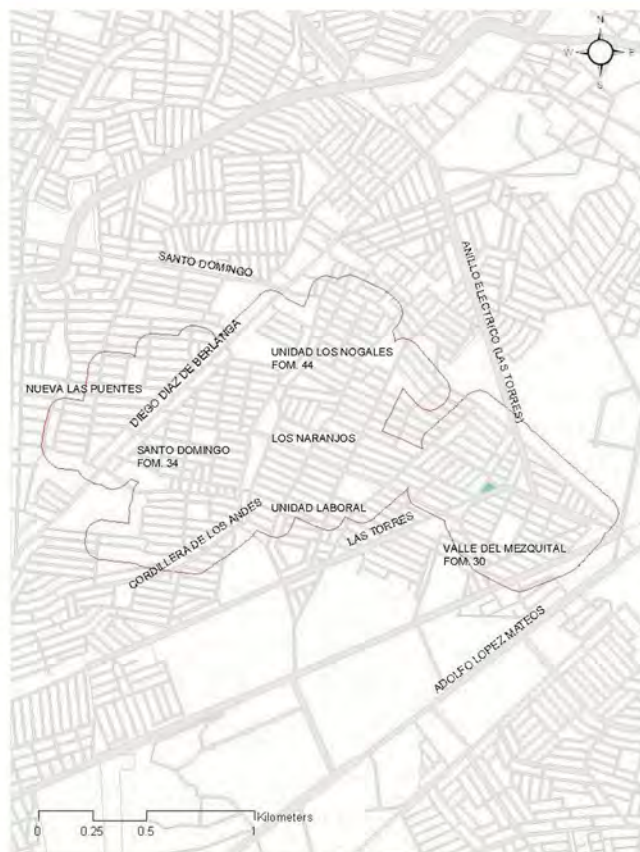 N
W E
S
SANTO DOMINGO
ANILLO ELECTRICO (LAS TORRES)
DIEGO DIAZ DE BERLANGA
UNIDAD LOS NOGALES
FOM. 44
NUEVA LAS PUENTES
LOS NARANJOS
SANTO DOMINGO
FOM. 34
UNIDAD LABORAL
CORDILLERA DE LOS ANDES
LAS TORRES
VALLE DEL MEZQUITAL
FOM. 30
ADOLFO LOPEZ MATEOS
Kilometers
0 0.25 0.5 1